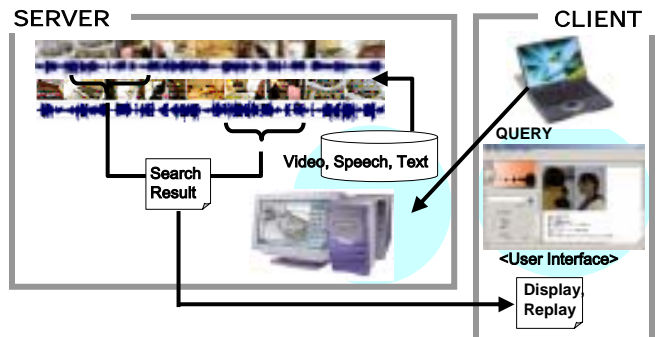 SERVER
CLIENT
QUERY
Video, Speech, Text
Search
Result
<User Interface>
Display,
Replay